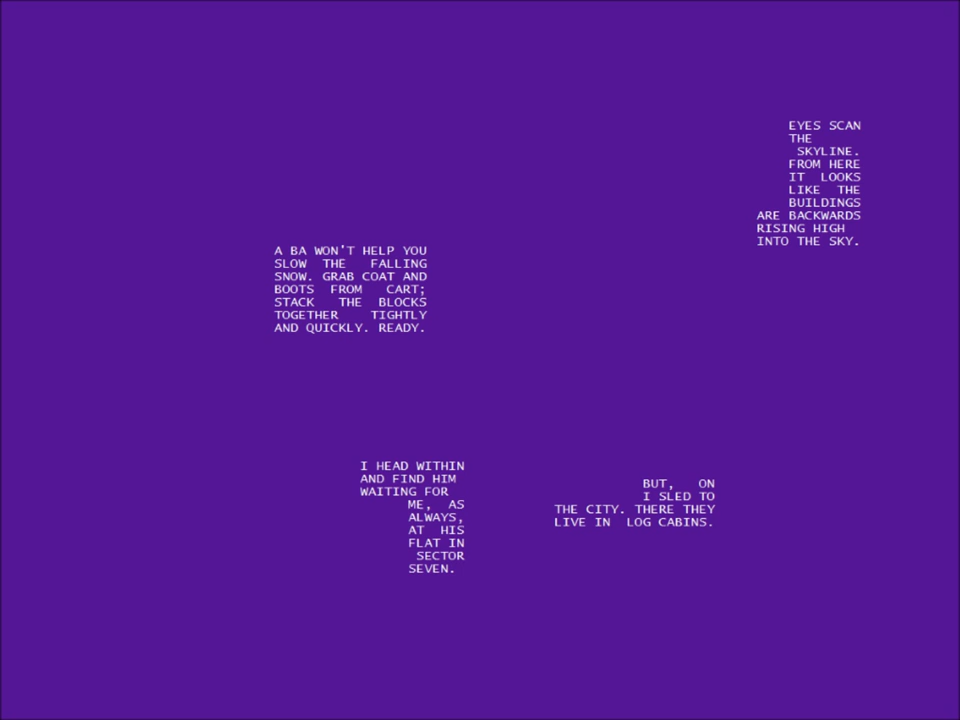 EYES SCAN
THE
SKYLINE.
FROM HERE
IT LOOKS
LIKE THE
BUILDINGS
ARE BACKWARDS
RISING HIGH
INTO THE SKY.
A BA WON'T HELP YOU
SLOW THE FALLING
SNOW. GRAB COAT AND
BOOTS FROM CART;
STACK THE BLOCKS
TOGETHER TIGHTLY
AND QUICKLY. READY.
I HEAD WITHIN
AND FIND HIM
WAITING FOR
ME, AS
ALWAYS,
AT HIS
FLAT IN
SECTOR
SEVEN.
BUT, ON
I SLED TO
THE CITY. THERE THEY
LIVE IN LOG CABINS.